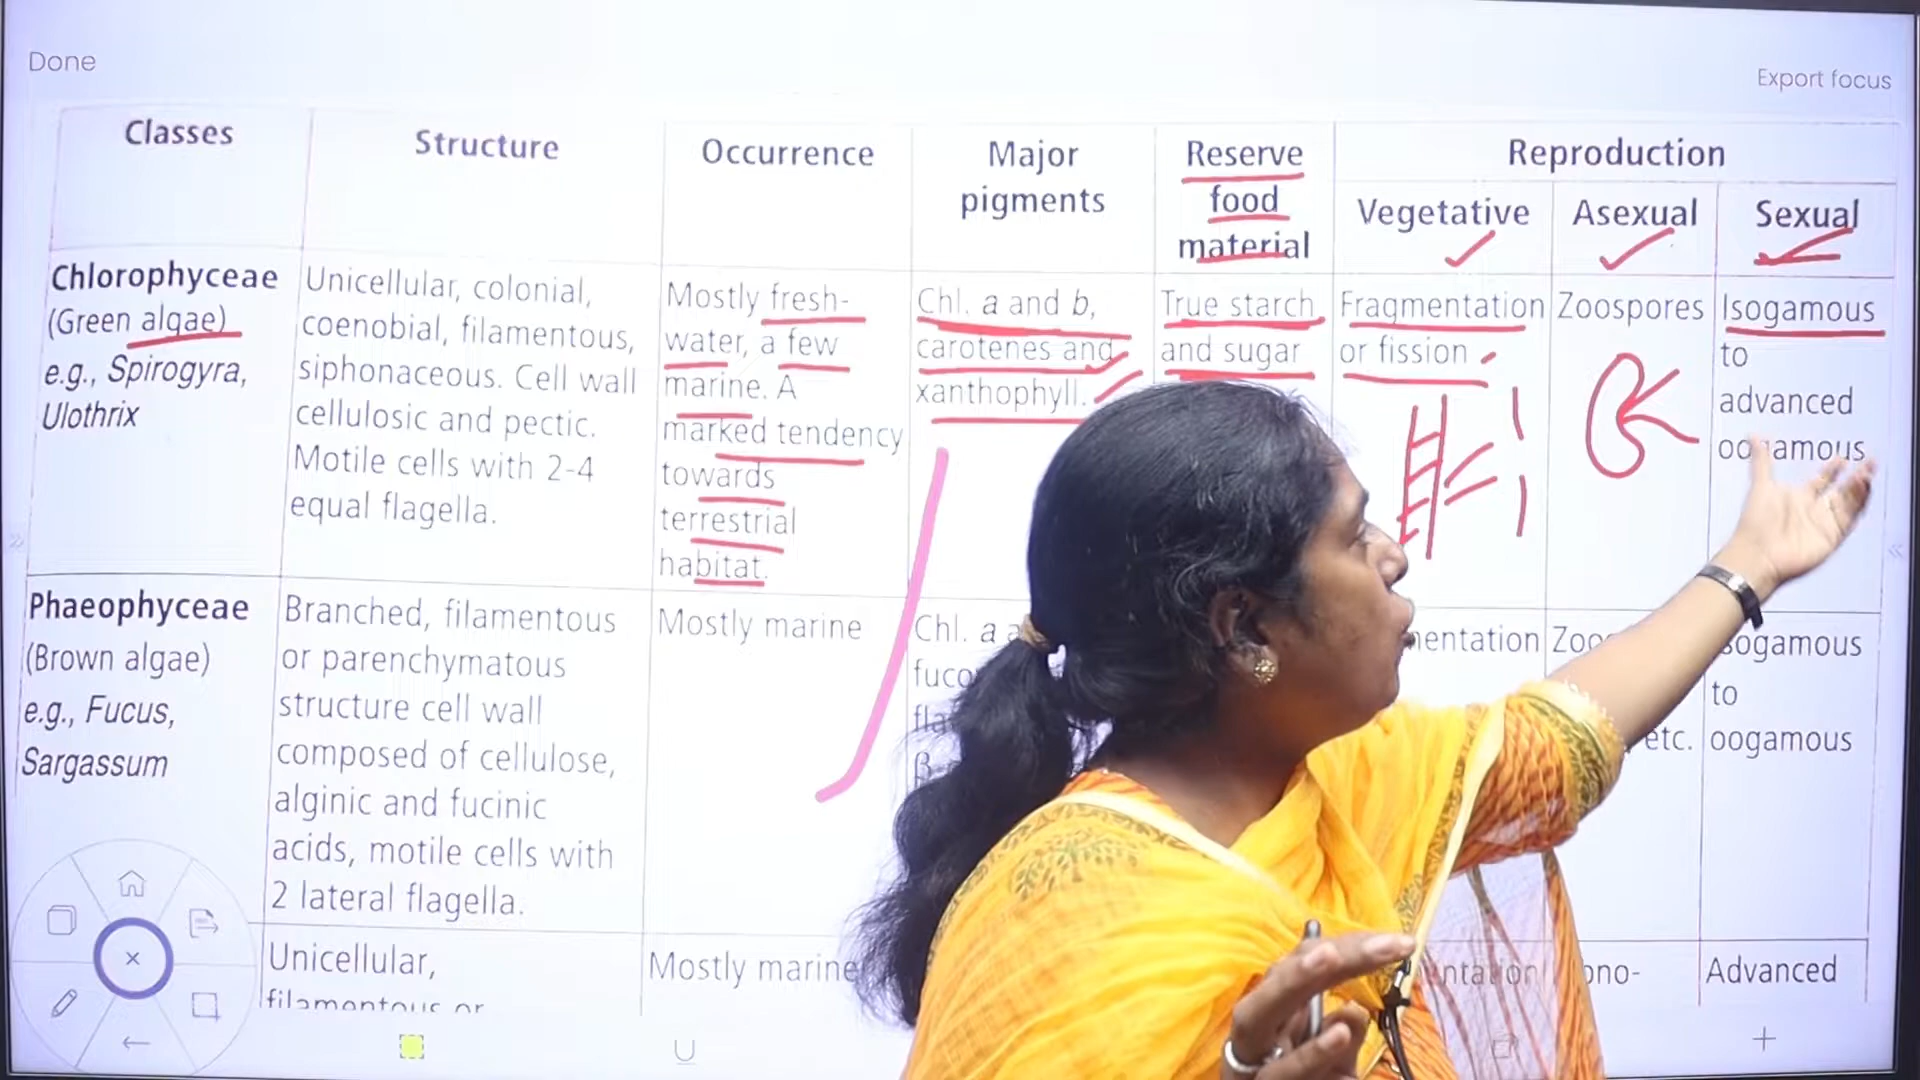 Done
Export focus
Classes
Structure
Occurrence
Major
pigments
Reserve
food
material
Reproduction
Vegetative
Asexual
Sexual
Chlorophyceae
(Green algae)
e.g., Spirogyra,
Ulothrix
Unicellular, colonial,
coenobial, filamentous,
siphonaceous. Cell wall
cellulosic and pectic.
Motile cells with 2-4
equal flagella.
Mostly fresh-
water, a few
marine. A
marked tendency
towards
terrestrial
habitat.
Chl. a and b,
carotenes and
xanthophyll.
True starch
and sugar
Fragmentation
or fission
Zoospores
Isogamous
to
advanced
Phaeophyceae
(Brown algae)
e.g., Fucus,
Sargassum
Branched, filamentous
or parenchymatous
structure cell wall
composed of cellulose,
alginic and fucinic
acids, motile cells with
2 lateral flagella.
Mostly marine
Chl. a
etc.
to
oogamous
Unicellular,
filamentous or
Mostly marine
Advanced